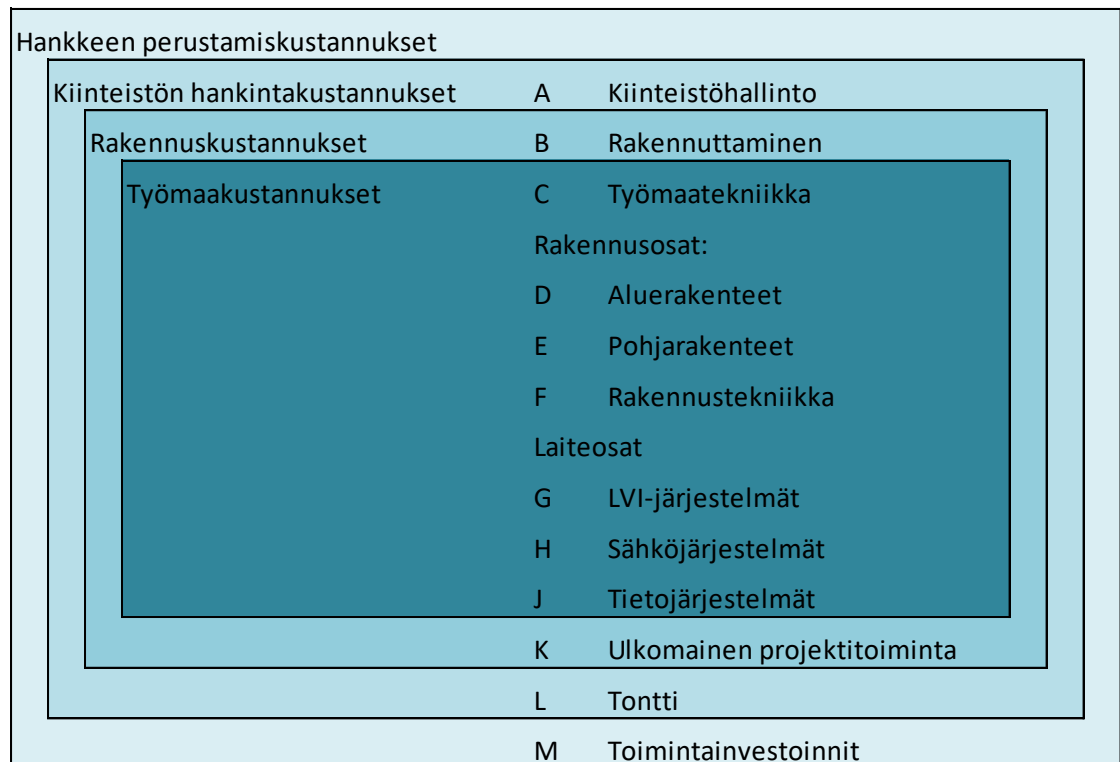 Hankkeen perustamiskustannukset
Kiinteistön hankintakustannukset A Kiinteistöhallinto
Rakennuskustannukset B Rakennuttaminen
Työmaakustannukset C Työmaatekniikka
Rakennusosat:
D Aluerakenteet
E Pohjarakenteet
F Rakennustekniikka
Laiteosat
G LVI-järjestelmät
H Sähköjärjestelmät
J Tietojärjestelmät
K Ulkomainen projektitoiminta
L Tontti
M Toimintainvestoinnit